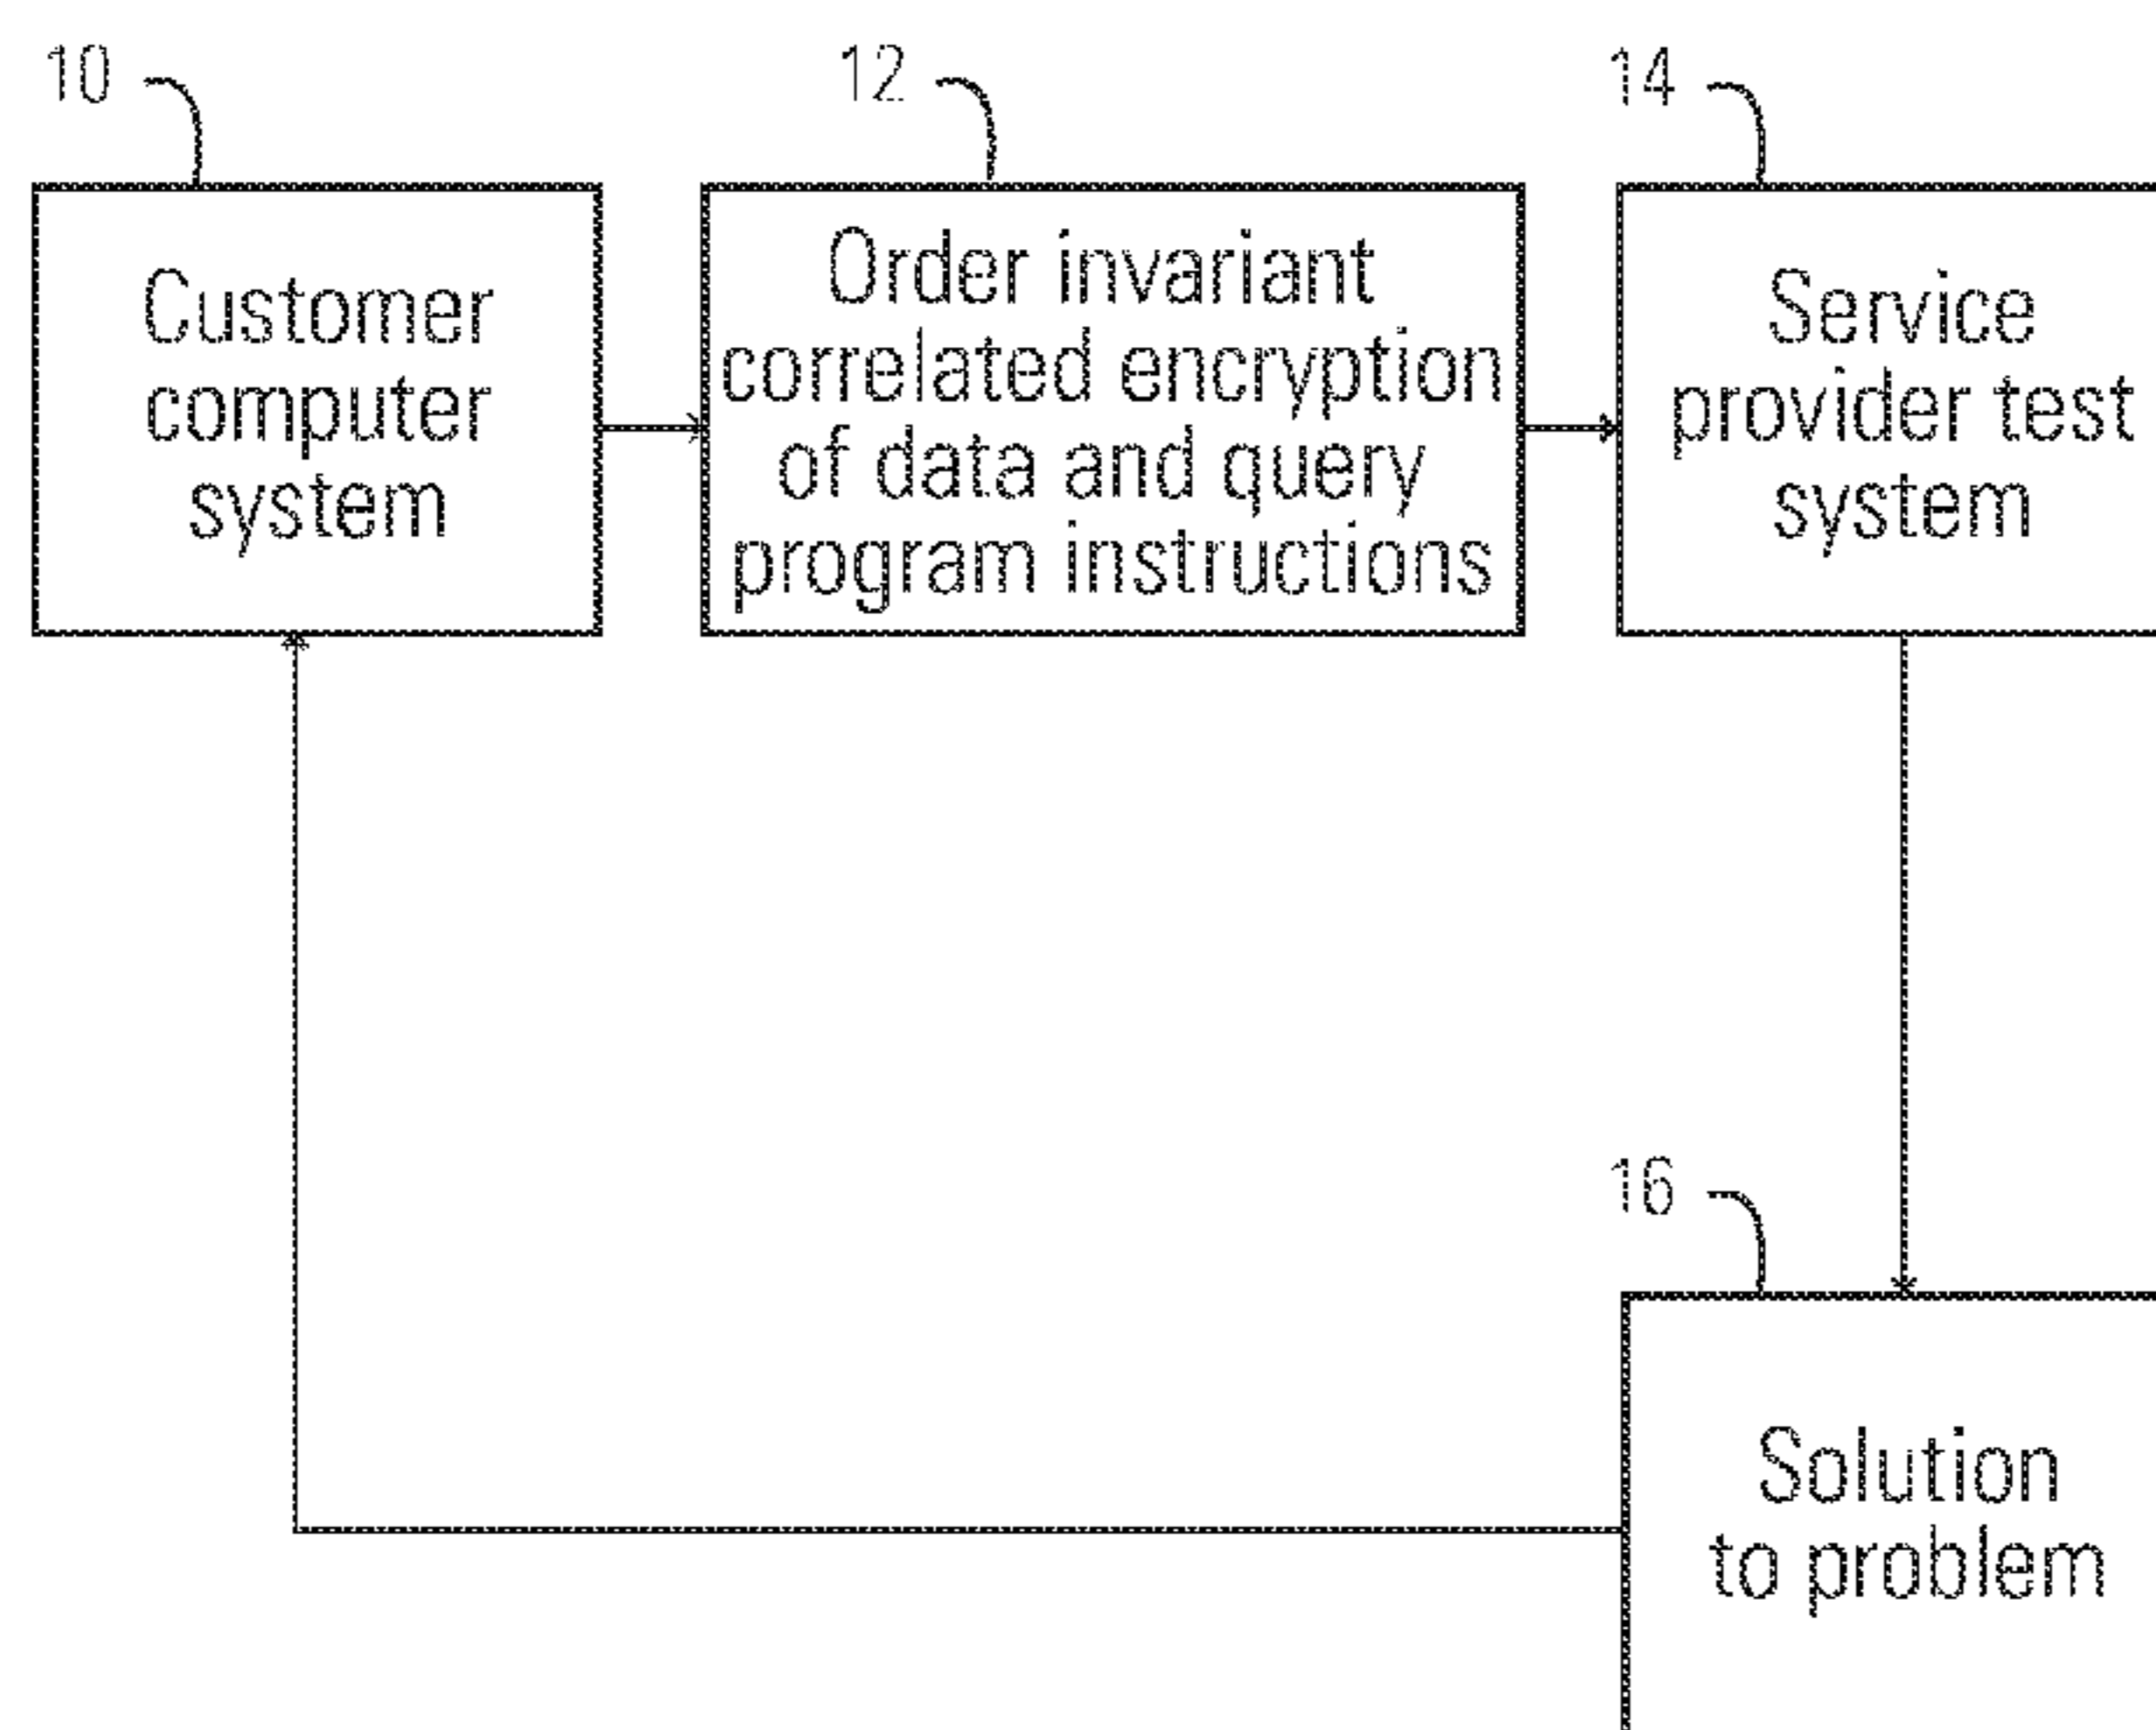 10
12
14
Customer
computer
system
Order invariant
correlated encryption
of data and query
program instructions
Service
provider test
system
16
Solution
to problem